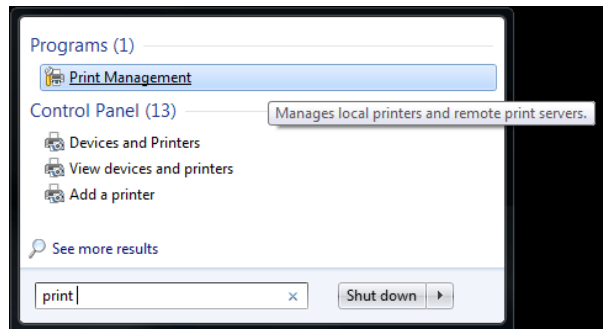 Programs (1)
Print Management
Control Panel (13)
Manages local printers and remote print servers.
Devices and Printers
View devices and printers
Add a printer
See more results
print
Shut down